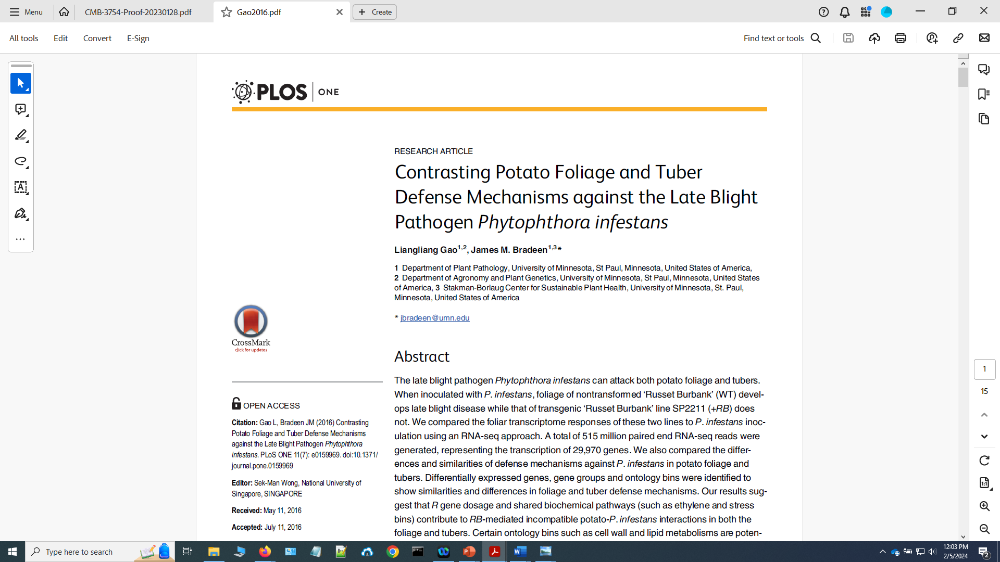 Menu
CMB-3754-Proof-20230128.pdf
Gao2016.pdf
Create
All tools
Edit
Convert
E-Sign
Find text or tools
PLOS | ONE
RESEARCH ARTICLE
Contrasting Potato Foliage and Tuber
Defense Mechanisms against the Late Blight
Pathogen Phytophthora infestans
Liangliang Gao1,2, James M. Bradeen1,3*
1 Department of Plant Pathology, University of Minnesota, St Paul, Minnesota, United States of America,
2 Department of Agronomy and Plant Genetics, University of Minnesota, St Paul, Minnesota, United States
of America, 3 Stakman-Borlaug Center for Sustainable Plant Health, University of Minnesota, St. Paul,
Minnesota, United States of America
* jbradeen@umn.edu
CrossMark
click for updates
Abstract
The late blight pathogen Phytophthora infestans can attack both potato foliage and tubers.
When inoculated with P. infestans, foliage of nontransformed ‘Russet Burbank’ (WT) devel-
ops late blight disease while that of transgenic ‘Russet Burbank’ line SP2211 (+RB) does
not. We compared the foliar transcriptome responses of these two lines to P. infestans inoc-
ulation using an RNA-seq approach. A total of 515 million paired end RNA-seq reads were
generated, representing the transcription of 29,970 genes. We also compared the differ-
ences and similarities of defense mechanisms against P. infestans in potato foliage and
tubers. Differentially expressed genes, gene groups and ontology bins were identified to
show similarities and differences in foliage and tuber defense mechanisms. Our results sug-
gest that R gene dosage and shared biochemical pathways (such as ethylene and stress
bins) contribute to RB-mediated incompatible potato-P. infestans interactions in both the
foliage and tubers. Certain ontology bins such as cell wall and lipid metabolisms are poten-
OPEN ACCESS
Citation: Gao L, Bradeen JM (2016) Contrasting
Potato Foliage and Tuber Defense Mechanisms
against the Late Blight Pathogen Phytophthora
infestans. PLoS ONE 11(7): e0159969. doi:10.1371/
journal.pone.0159969
Editor: Sek-Man Wong, National University of
Singapore, SINGAPORE
Received: May 11, 2016
Accepted: July 11, 2016
1
15
1:1
Type here to search
12:03 PM
2/5/2024
2